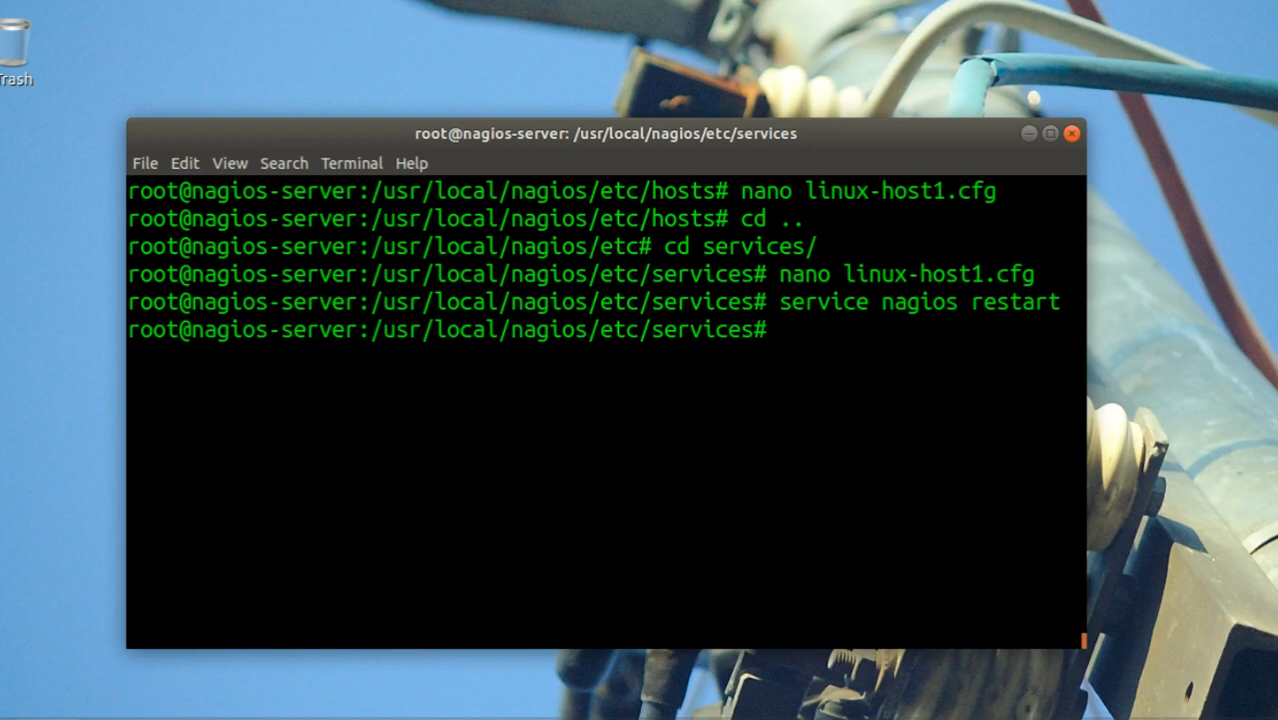 Trash
root@nagios-server: /usr/local/nagios/etc/services
File Edit View Search Terminal Help
root@nagios-server:/usr/local/nagios/etc/hosts# nano linux-host1.cfg
root@nagios-server:/usr/local/nagios/etc/hosts# cd ..
root@nagios-server:/usr/local/nagios/etc# cd services/
root@nagios-server:/usr/local/nagios/etc/services# nano linux-host1.cfg
root@nagios-server:/usr/local/nagios/etc/services# service nagios restart
root@nagios-server:/usr/local/nagios/etc/services#